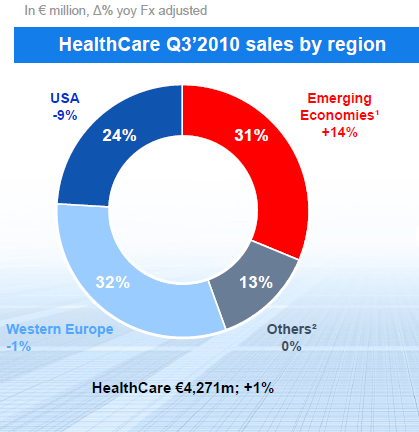 In € million, Δ% yoy Fx adjusted
HealthCare Q3’2010 sales by region
USA
-9%
Emerging
Economies¹
+14%
24%
31%
32%
13%
Western Europe
-1%
Others²
0%
HealthCare €4,271m; +1%